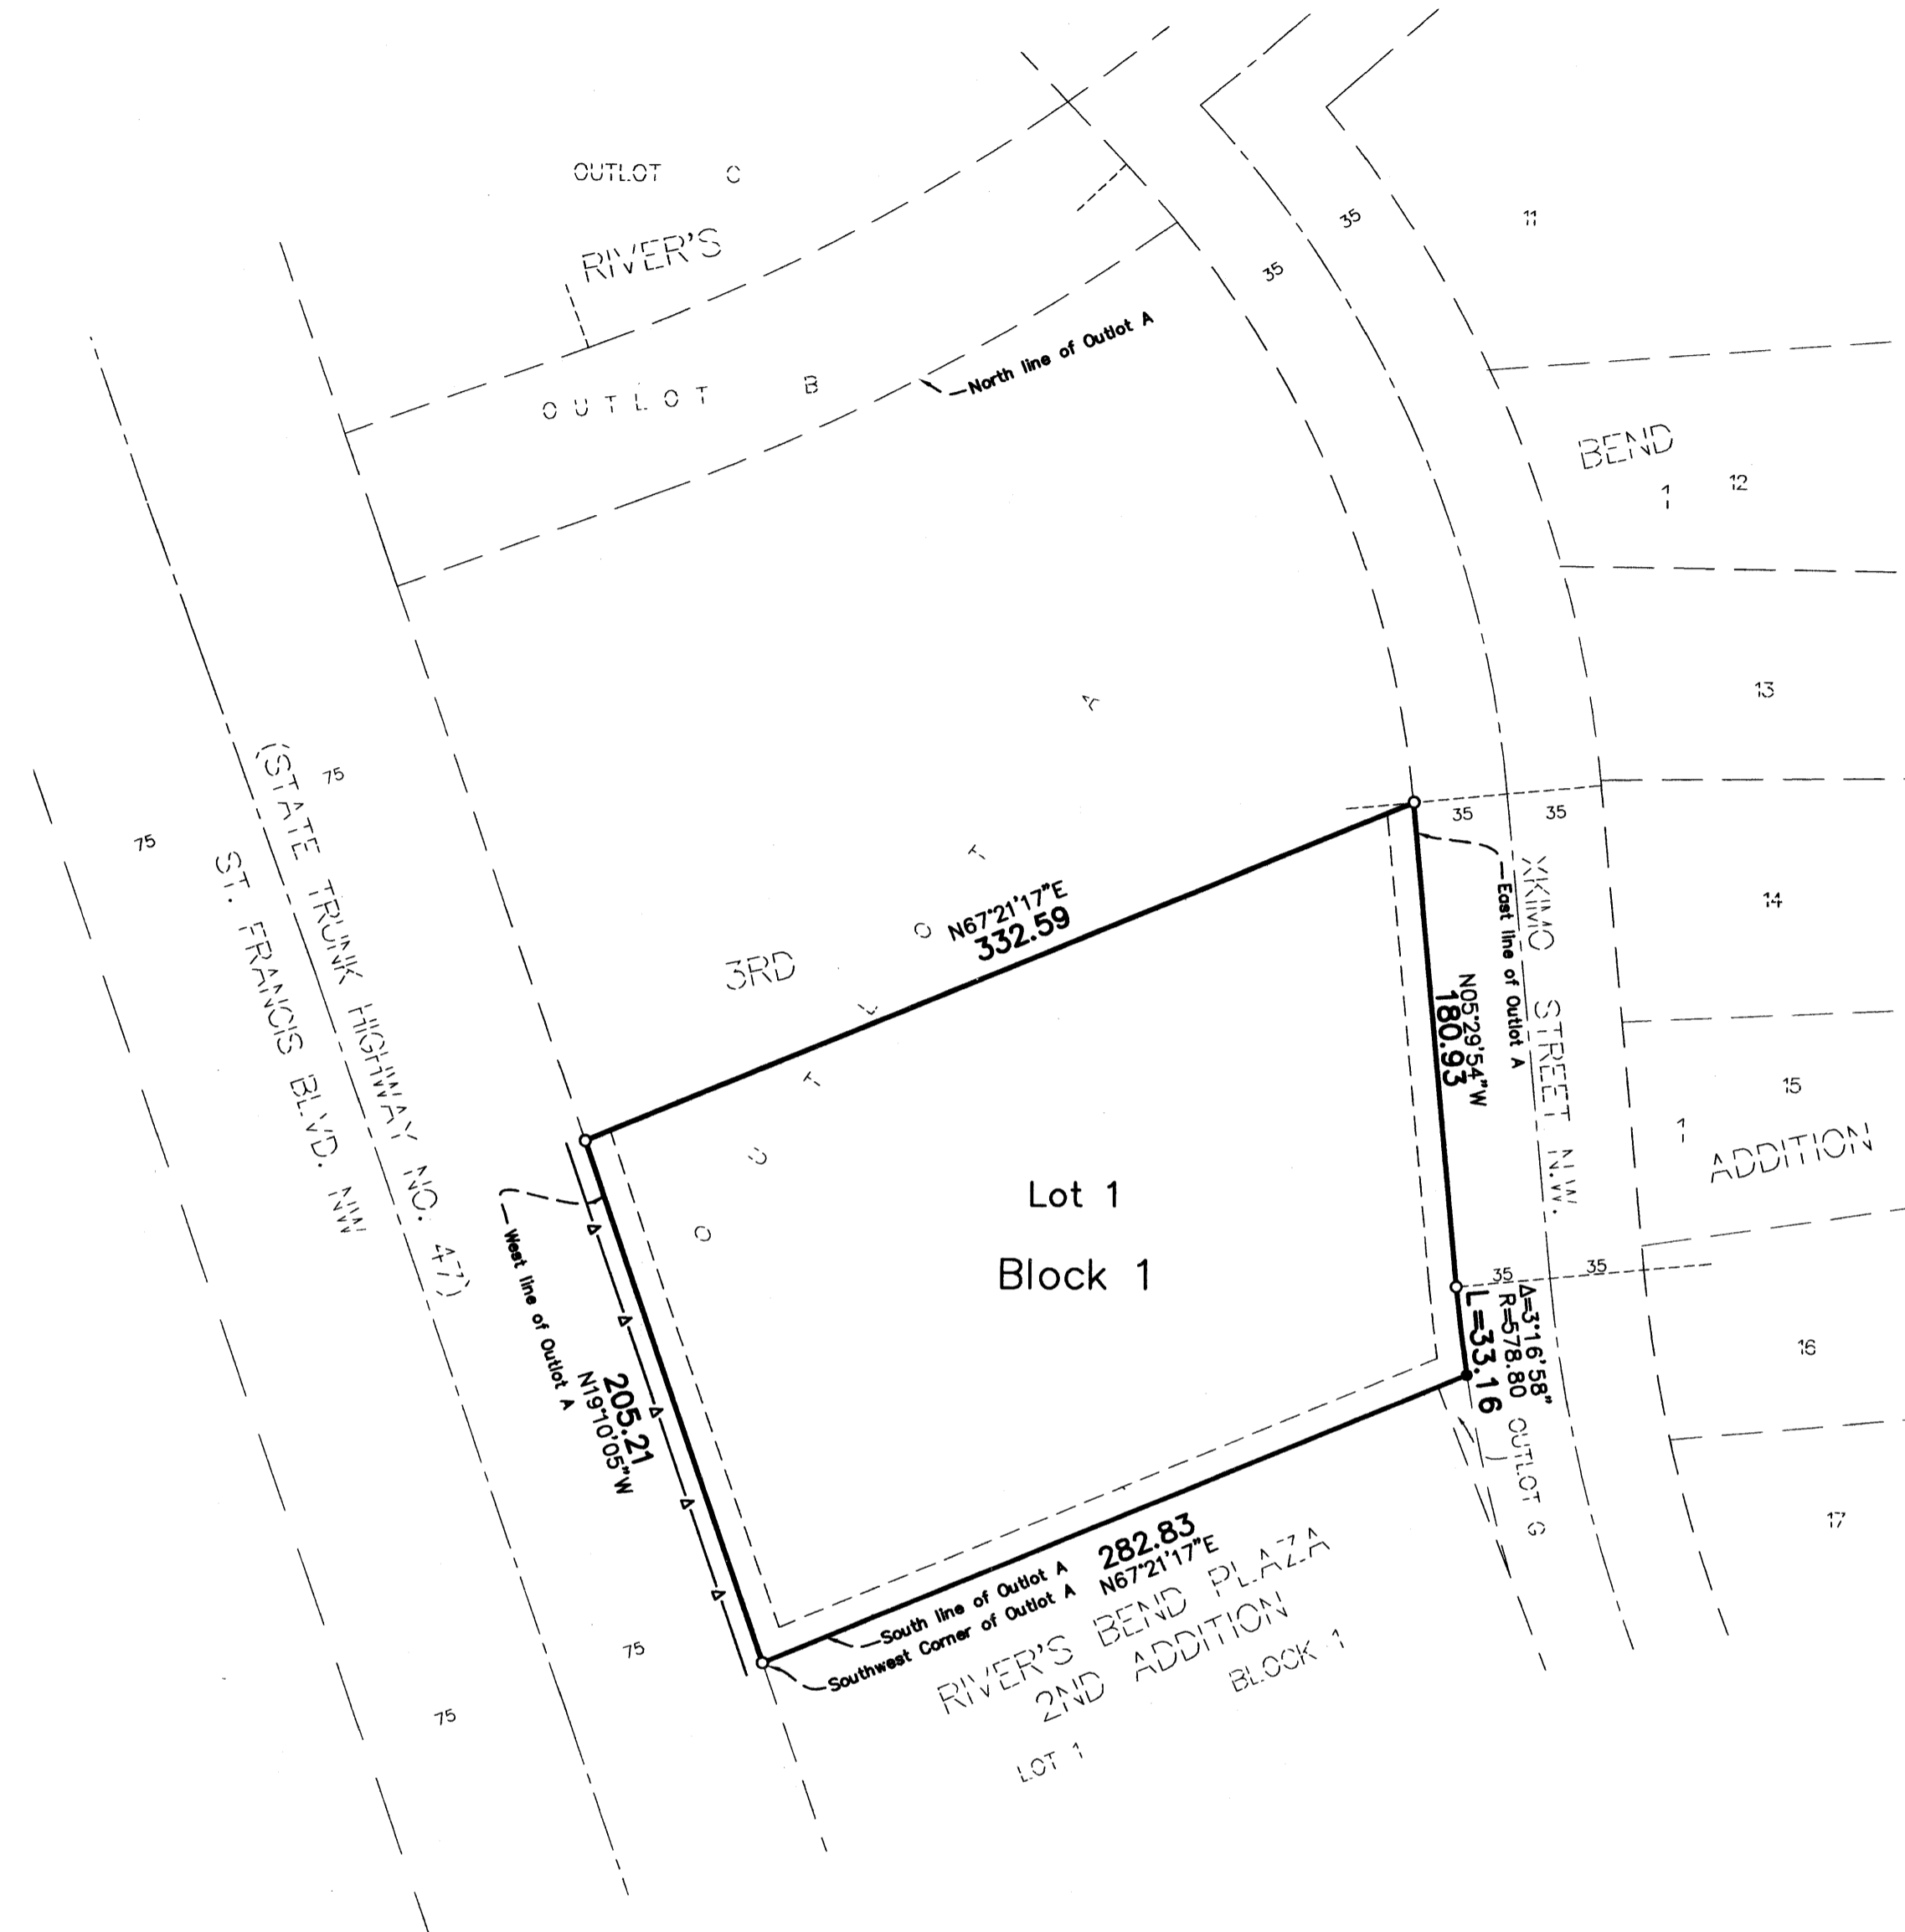 OUTLOT C
RIVER'S
35
11
35
North line of Outlot A
OUTLOT B
BEND
1 12
13
75
75
(STATE TRUNK HIGHWAY NO. 47)
ST. FRANCIS BLVD. NW
OUTLOT A
3RD
N67°21'17"E
332.59
35 35
East line of Outlot A
XKIMO STREET N.W.
14
N05°29'54"W
180.93
15
1
ADDITION
Lot 1
Block 1
West line of Outlot A
205.21
N19°10'05"W
35 35
Δ=3°16'58"
R=578.80
L=33.16
OUTLOT G
16
17
282.83
N67°21'17"E
South line of Outlot A
Southwest Corner of Outlot A
RIVER'S BEND PLAZA
2ND ADDITION
BLOCK 1
LOT 1
75
75